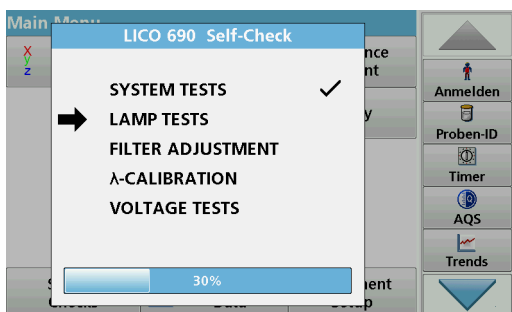 Main Menu
LICO 690 Self-Check
x
y
z
SYSTEM TESTS
LAMP TESTS
FILTER ADJUSTMENT
λ-CALIBRATION
VOLTAGE TESTS
30%
Anmelden
Proben-ID
Timer
AQS
Trends